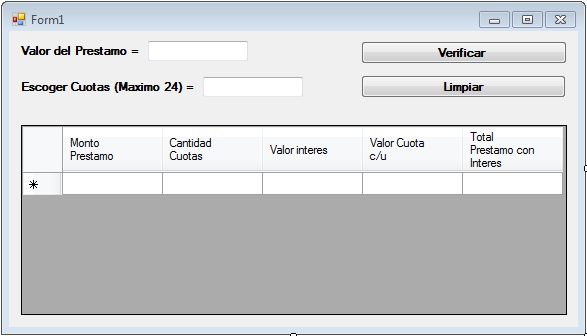 Form1
Valor del Prestamo =
Verificar
Escoger Cuotas (Maximo 24) =
Limpiar
Monto Prestamo
Cantidad Cuotas
Valor interes
Valor Cuota c/u
Total Prestamo con Interes